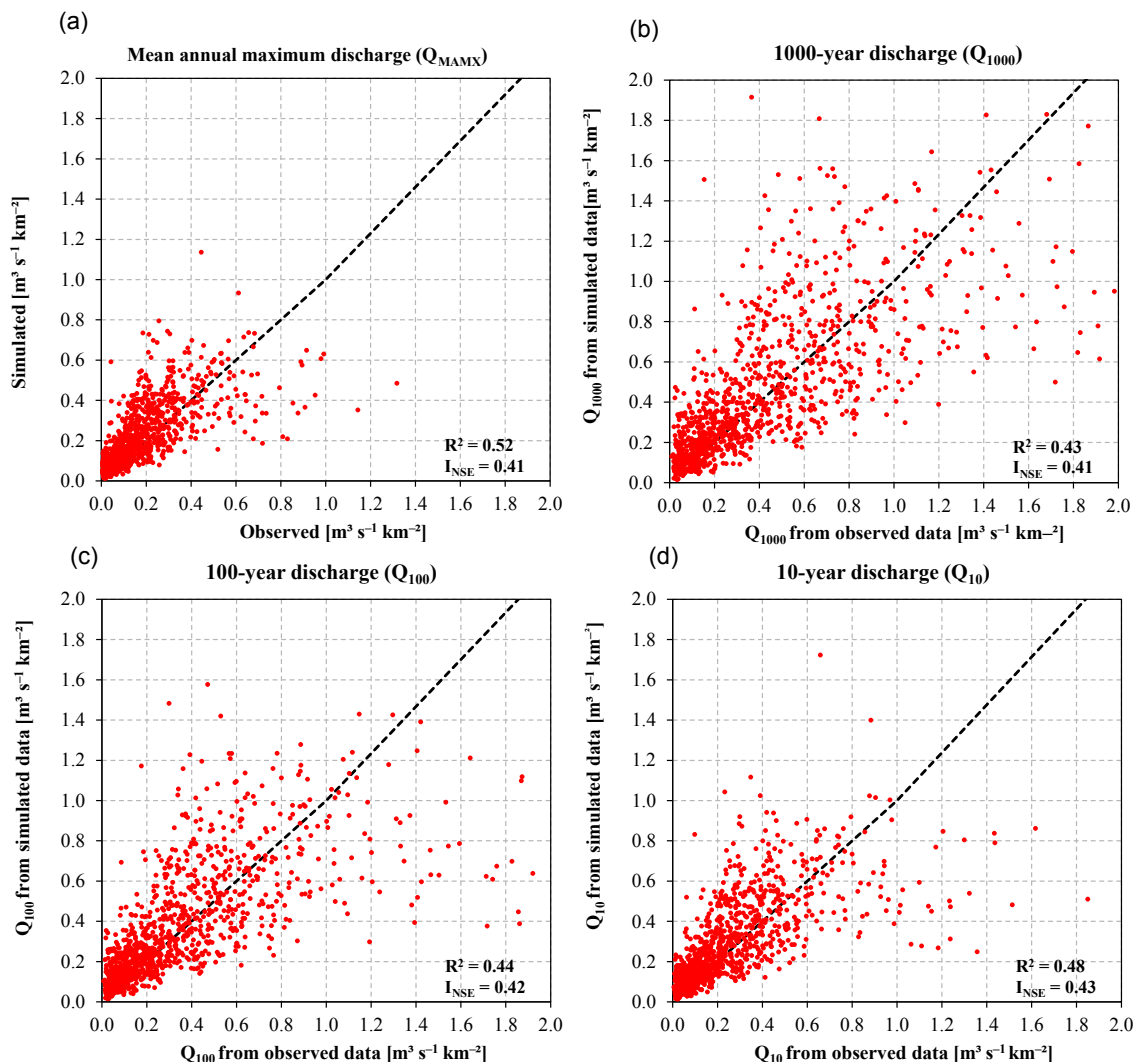 (a)
Mean annual maximum discharge (Q_MAMX)
2.0
1.8
1.6
1.4
1.2
1.0
0.8
0.6
0.4
0.2
0.0
Simulated [m³ s⁻¹ km⁻²]
R² = 0.52
I_NSE = 0.41
0.0 0.2 0.4 0.6 0.8 1.0 1.2 1.4 1.6 1.8 2.0
Observed [m³ s⁻¹ km⁻²]
(b)
1000-year discharge (Q₁₀₀₀)
2.0
1.8
1.6
1.4
1.2
1.0
0.8
0.6
0.4
0.2
0.0
Q₁₀₀₀ from simulated data[m³ s⁻¹ km⁻²]
R² = 0.43
I_NSE = 0.41
0.0 0.2 0.4 0.6 0.8 1.0 1.2 1.4 1.6 1.8 2.0
Q₁₀₀₀ from observed data [m³ s⁻¹ km–²]
(c)
100-year discharge (Q₁₀₀)
2.0
1.8
1.6
1.4
1.2
1.0
0.8
0.6
0.4
0.2
0.0
Q₁₀₀ from simulated data [m³ s⁻¹ km⁻²]
R² = 0.44
I_NSE = 0.42
0.0 0.2 0.4 0.6 0.8 1.0 1.2 1.4 1.6 1.8 2.0
Q₁₀₀ from observed data [m³ s⁻¹ km⁻²]
(d)
10-year discharge (Q₁₀)
2.0
1.8
1.6
1.4
1.2
1.0
0.8
0.6
0.4
0.2
0.0
Q₁₀ from simulated data [m³ s⁻¹ km⁻²]
R² = 0.48
I_NSE = 0.43
0.0 0.2 0.4 0.6 0.8 1.0 1.2 1.4 1.6 1.8 2.0
Q₁₀ from observed data [m³ s⁻¹ km⁻²]